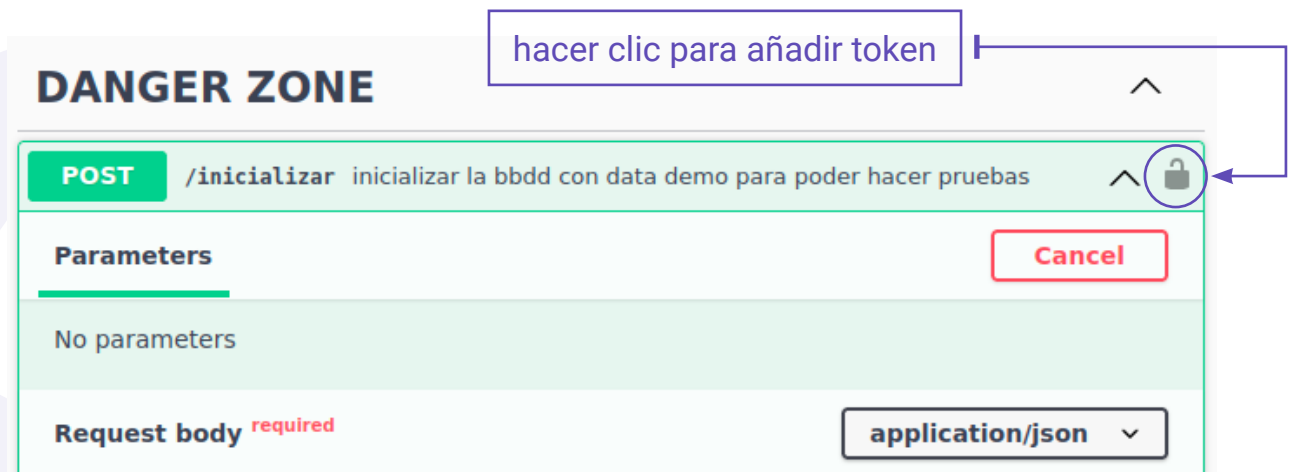 hacer clic para añadir token
DANGER ZONE
POST /inicializar inicializar la bbdd con data demo para poder hacer pruebas
Parameters
Cancel
No parameters
Request body required
application/json